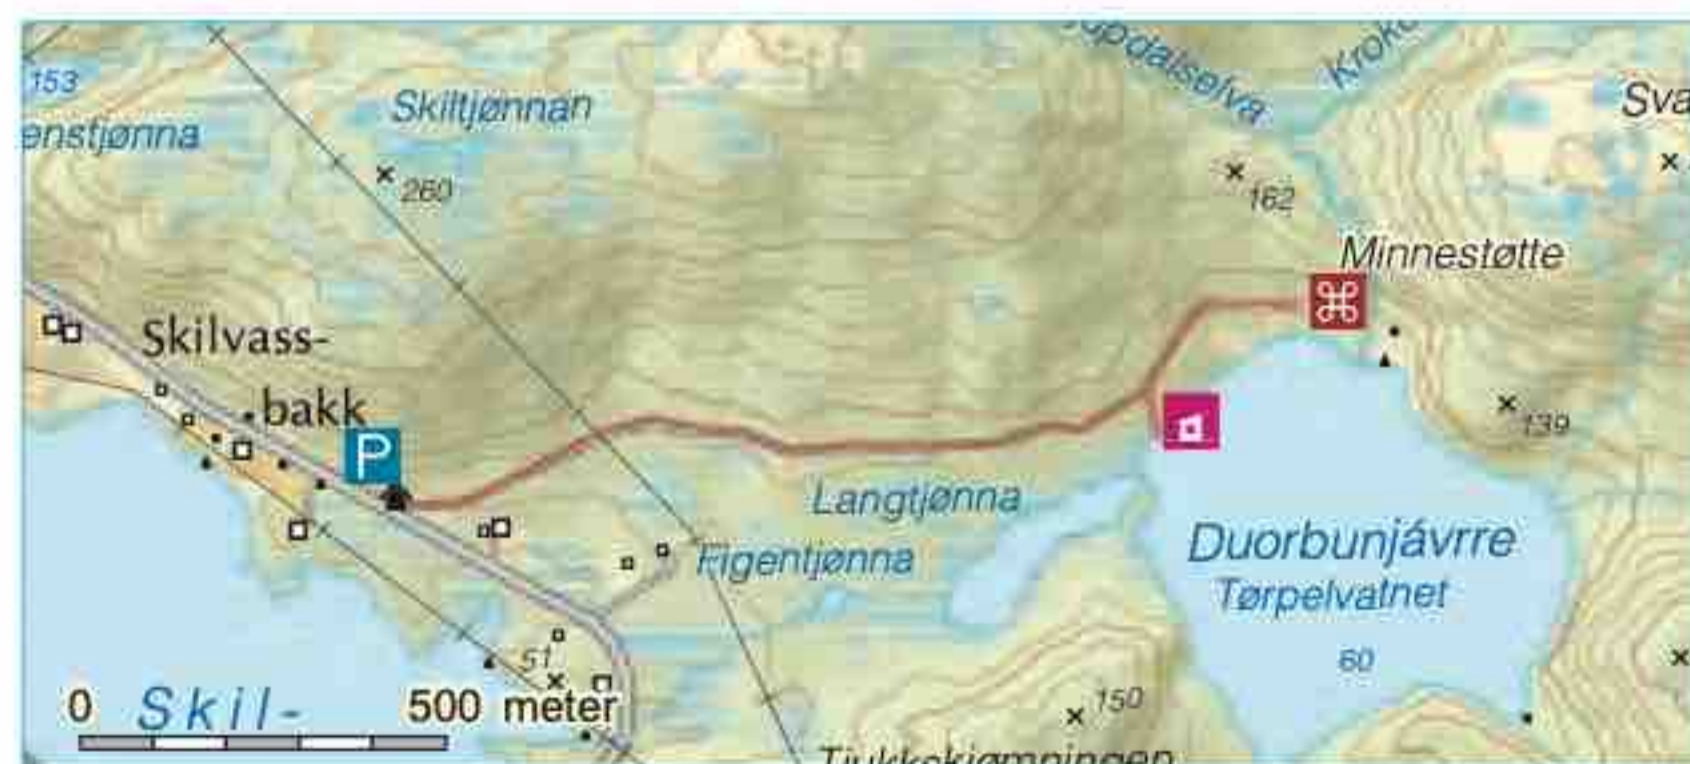 153
enstjønna
Skiltjønnan
260
Kroko
Sva
162
Minnestøtte
Skilvass-
bakk
P
139
Langtjønna
Figentjønna
Duorbunjávrre
Tørpelvatnet
60
51
150
0 500 meter
Skil-